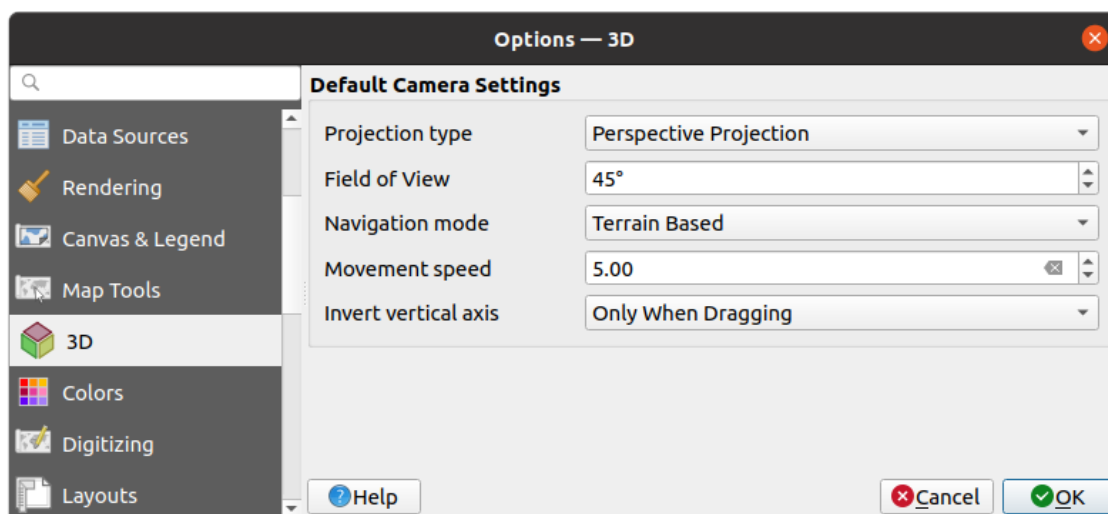 Options — 3D
Default Camera Settings
Data Sources
Rendering
Canvas & Legend
Map Tools
3D
Colors
Digitizing
Layouts
Projection type Perspective Projection
Field of View 45°
Navigation mode Terrain Based
Movement speed 5.00
Invert vertical axis Only When Dragging
Help
Cancel
OK